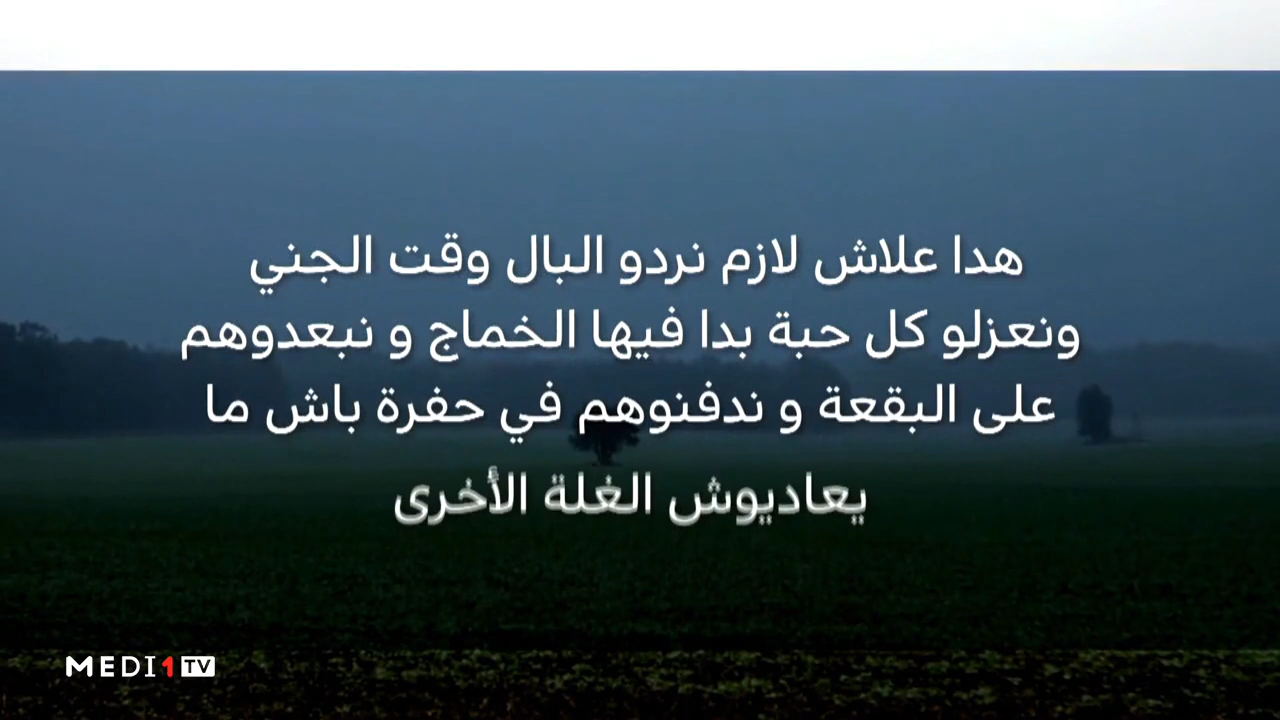 هدا علاش لازم نردو البال وقت الجني
ونعزلو كل حبة بدا فيها الخماج و نبعدوهم
على البقعة و ندفنوهم في حفرة باش ما
يعاديوش الغلة الأخرى
MEDI1TV